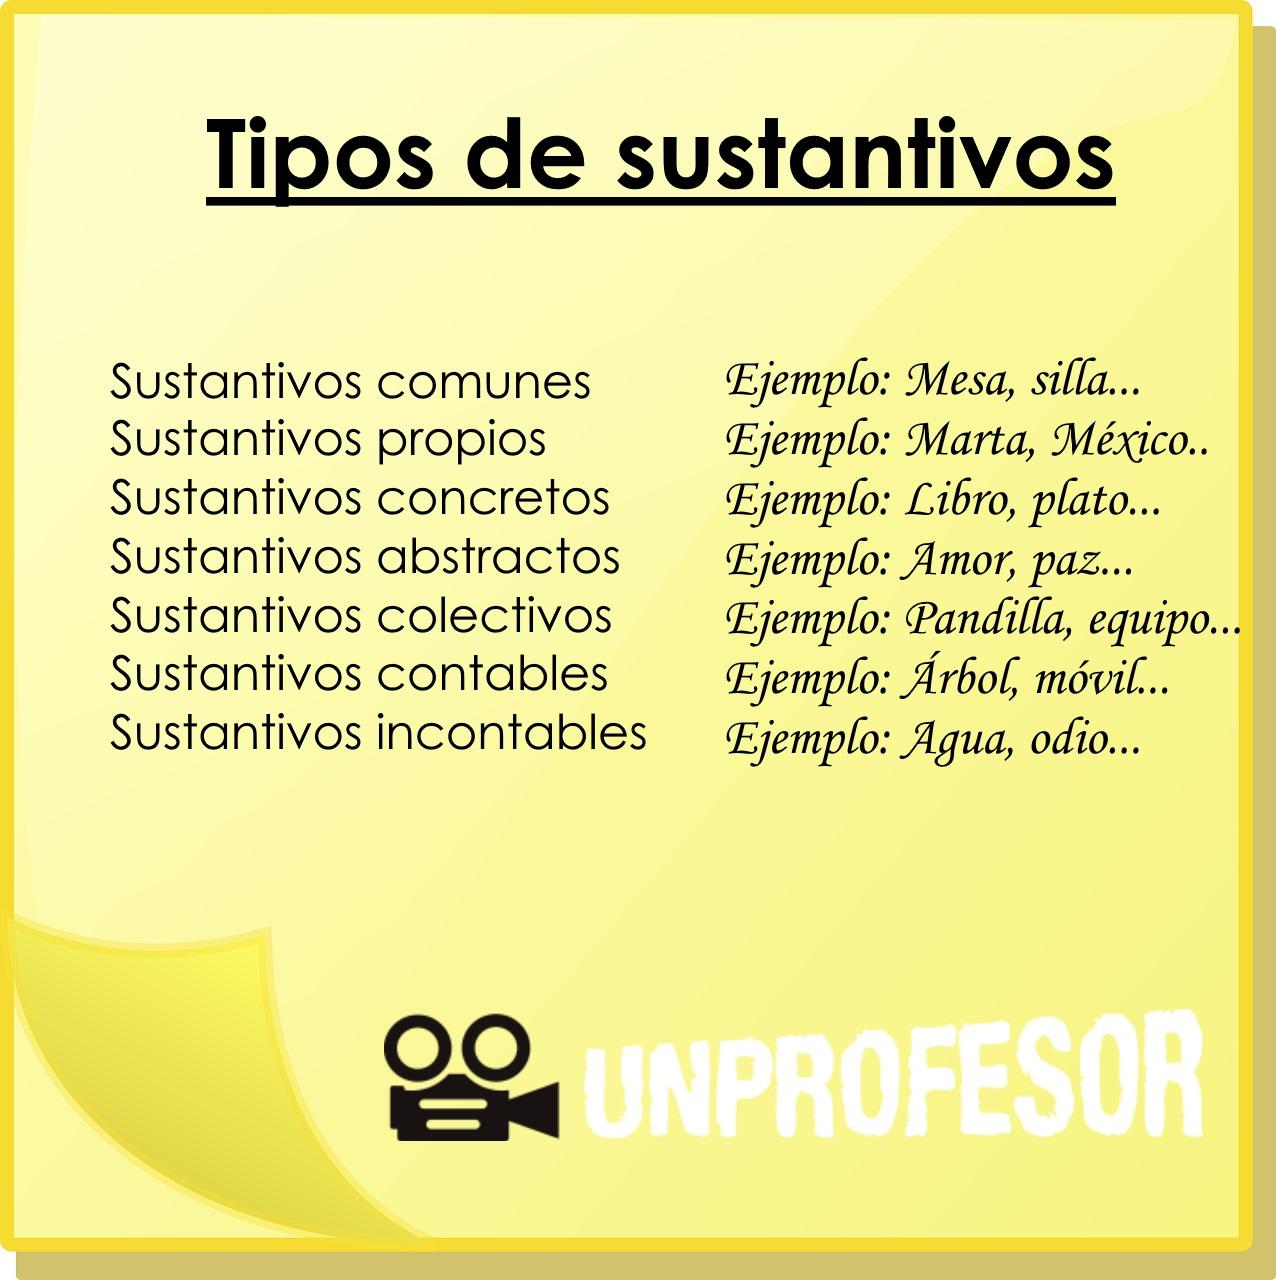 Tipos de sustantivos
Sustantivos comunes Ejemplo: Mesa, silla...
Sustantivos propios Ejemplo: Marta, México..
Sustantivos concretos Ejemplo: Libro, plato...
Sustantivos abstractos Ejemplo: Amor, paz...
Sustantivos colectivos Ejemplo: Pandilla, equipo...
Sustantivos contables Ejemplo: Árbol, móvil...
Sustantivos incontables Ejemplo: Agua, odio...
UNPROFESOR